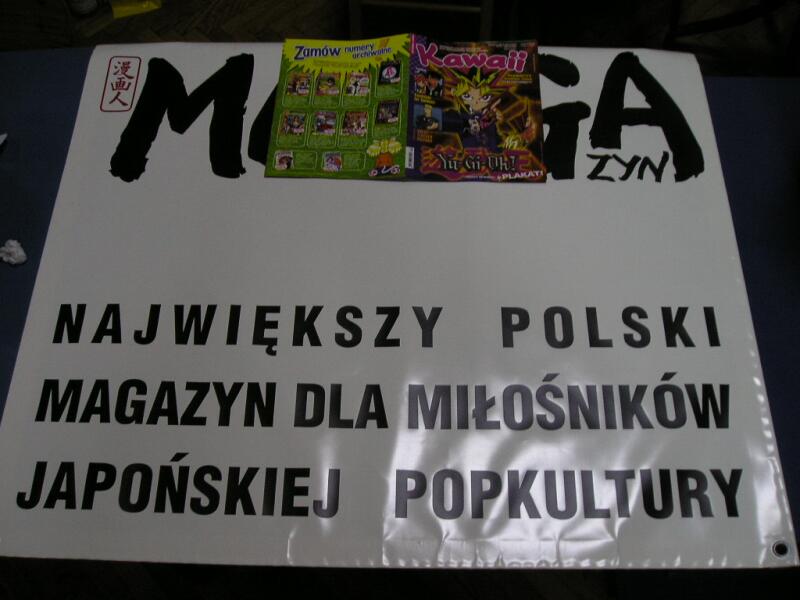 漫画人
M
GA
ZYN
Zamów numery archiwalne
Kawaii
Yu-Gi-Oh!
+PLAKAT!
NAJWIĘKSZY POLSKI
MAGAZYN DLA MIŁOŚNIKÓW
JAPOŃSKIEJ POPKULTURY